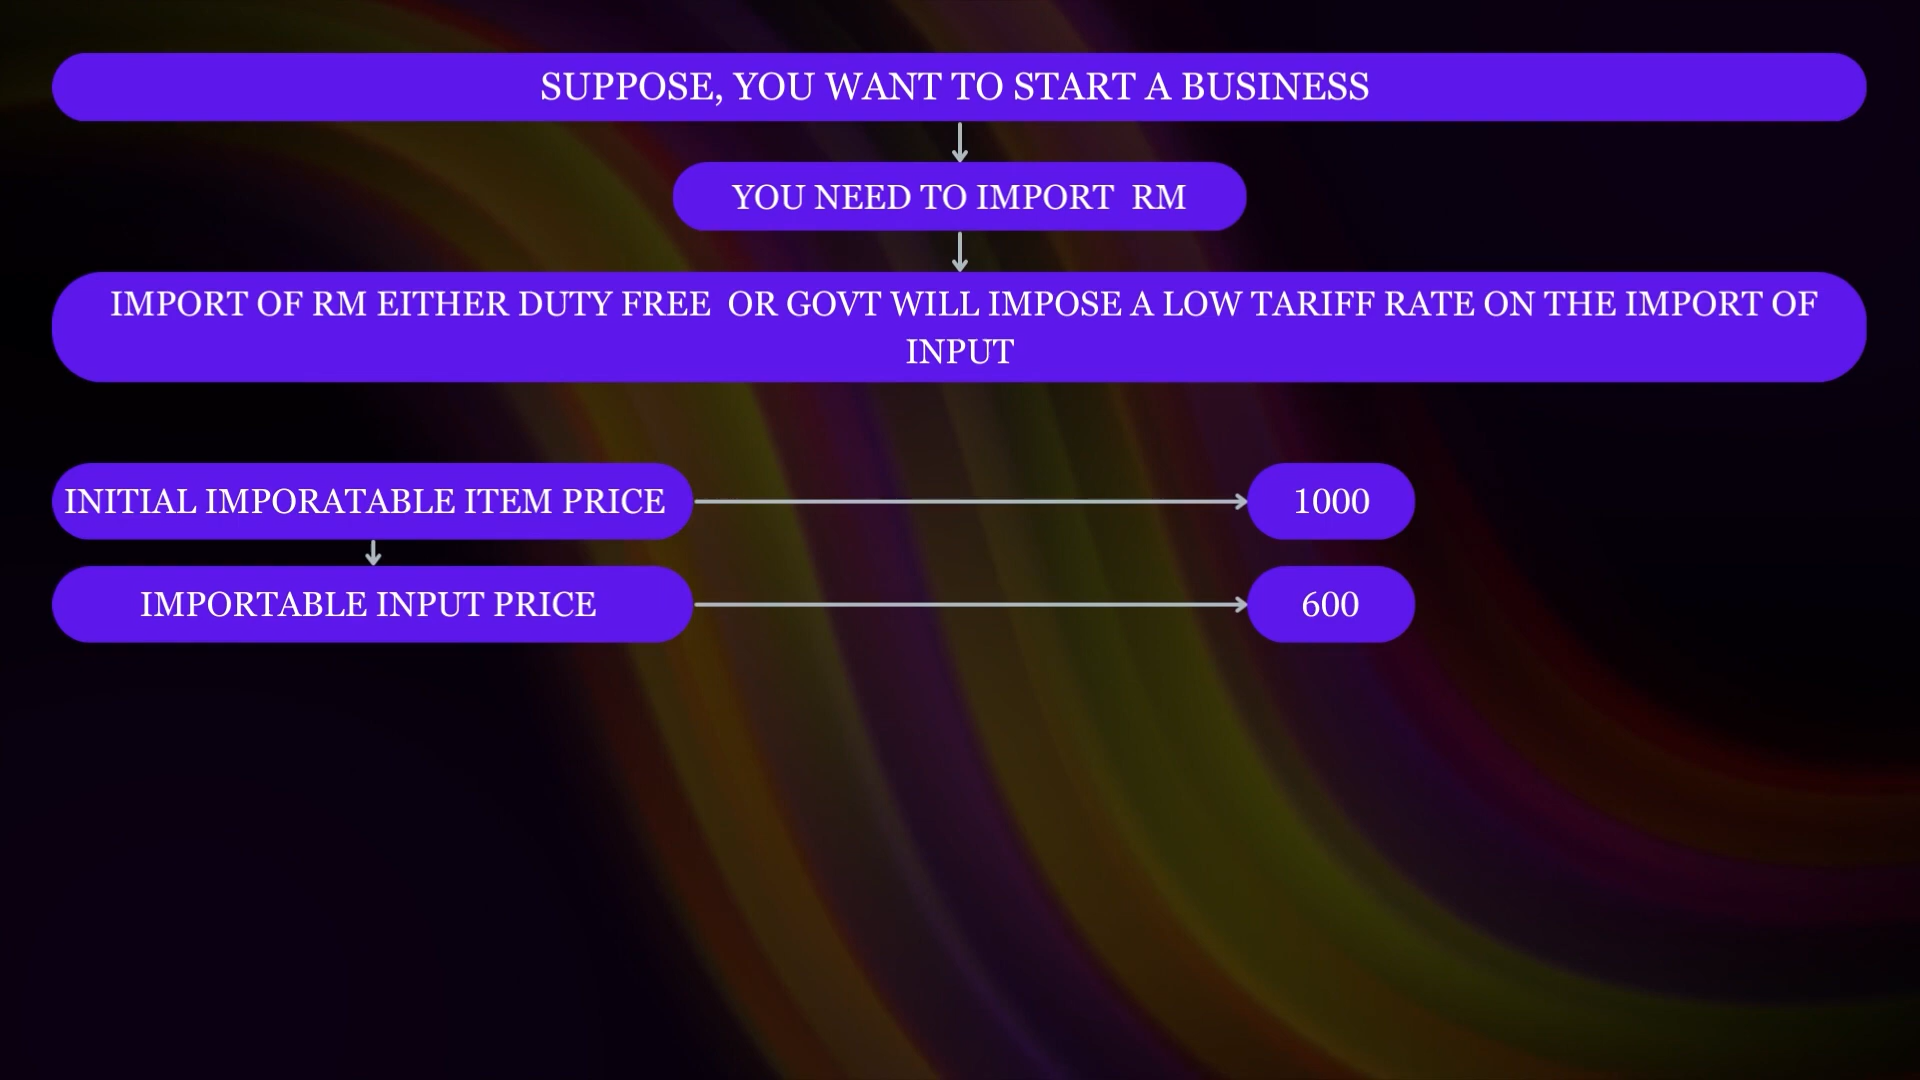 SUPPOSE, YOU WANT TO START A BUSINESS
YOU NEED TO IMPORT RM
IMPORT OF RM EITHER DUTY FREE OR GOVT WILL IMPOSE A LOW TARIFF RATE ON THE IMPORT OF
INPUT
INITIAL IMPORATABLE ITEM PRICE
1000
IMPORTABLE INPUT PRICE
600